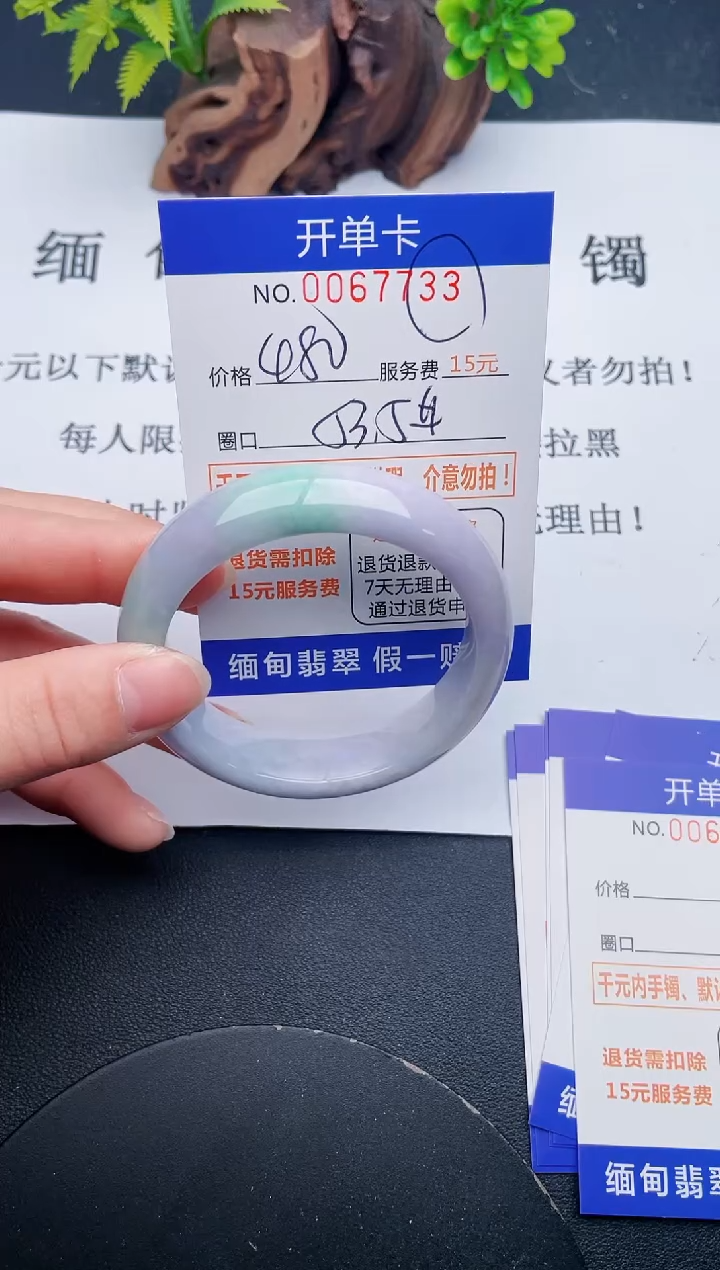 开单卡
NO.0067733
缅 镯
价格 480 服务费 15元
元以下默认 义者勿拍！
圈口 53.5
每人限 拉黑
介意勿拍！
理由！
退货需扣除
15元服务费
退货退款
7天无理由
通过退货申
缅甸翡翠 假一赔
开单
NO.006
价格
圈口
千元内手镯、默认
退货需扣除
15元服务费
缅甸翡翠